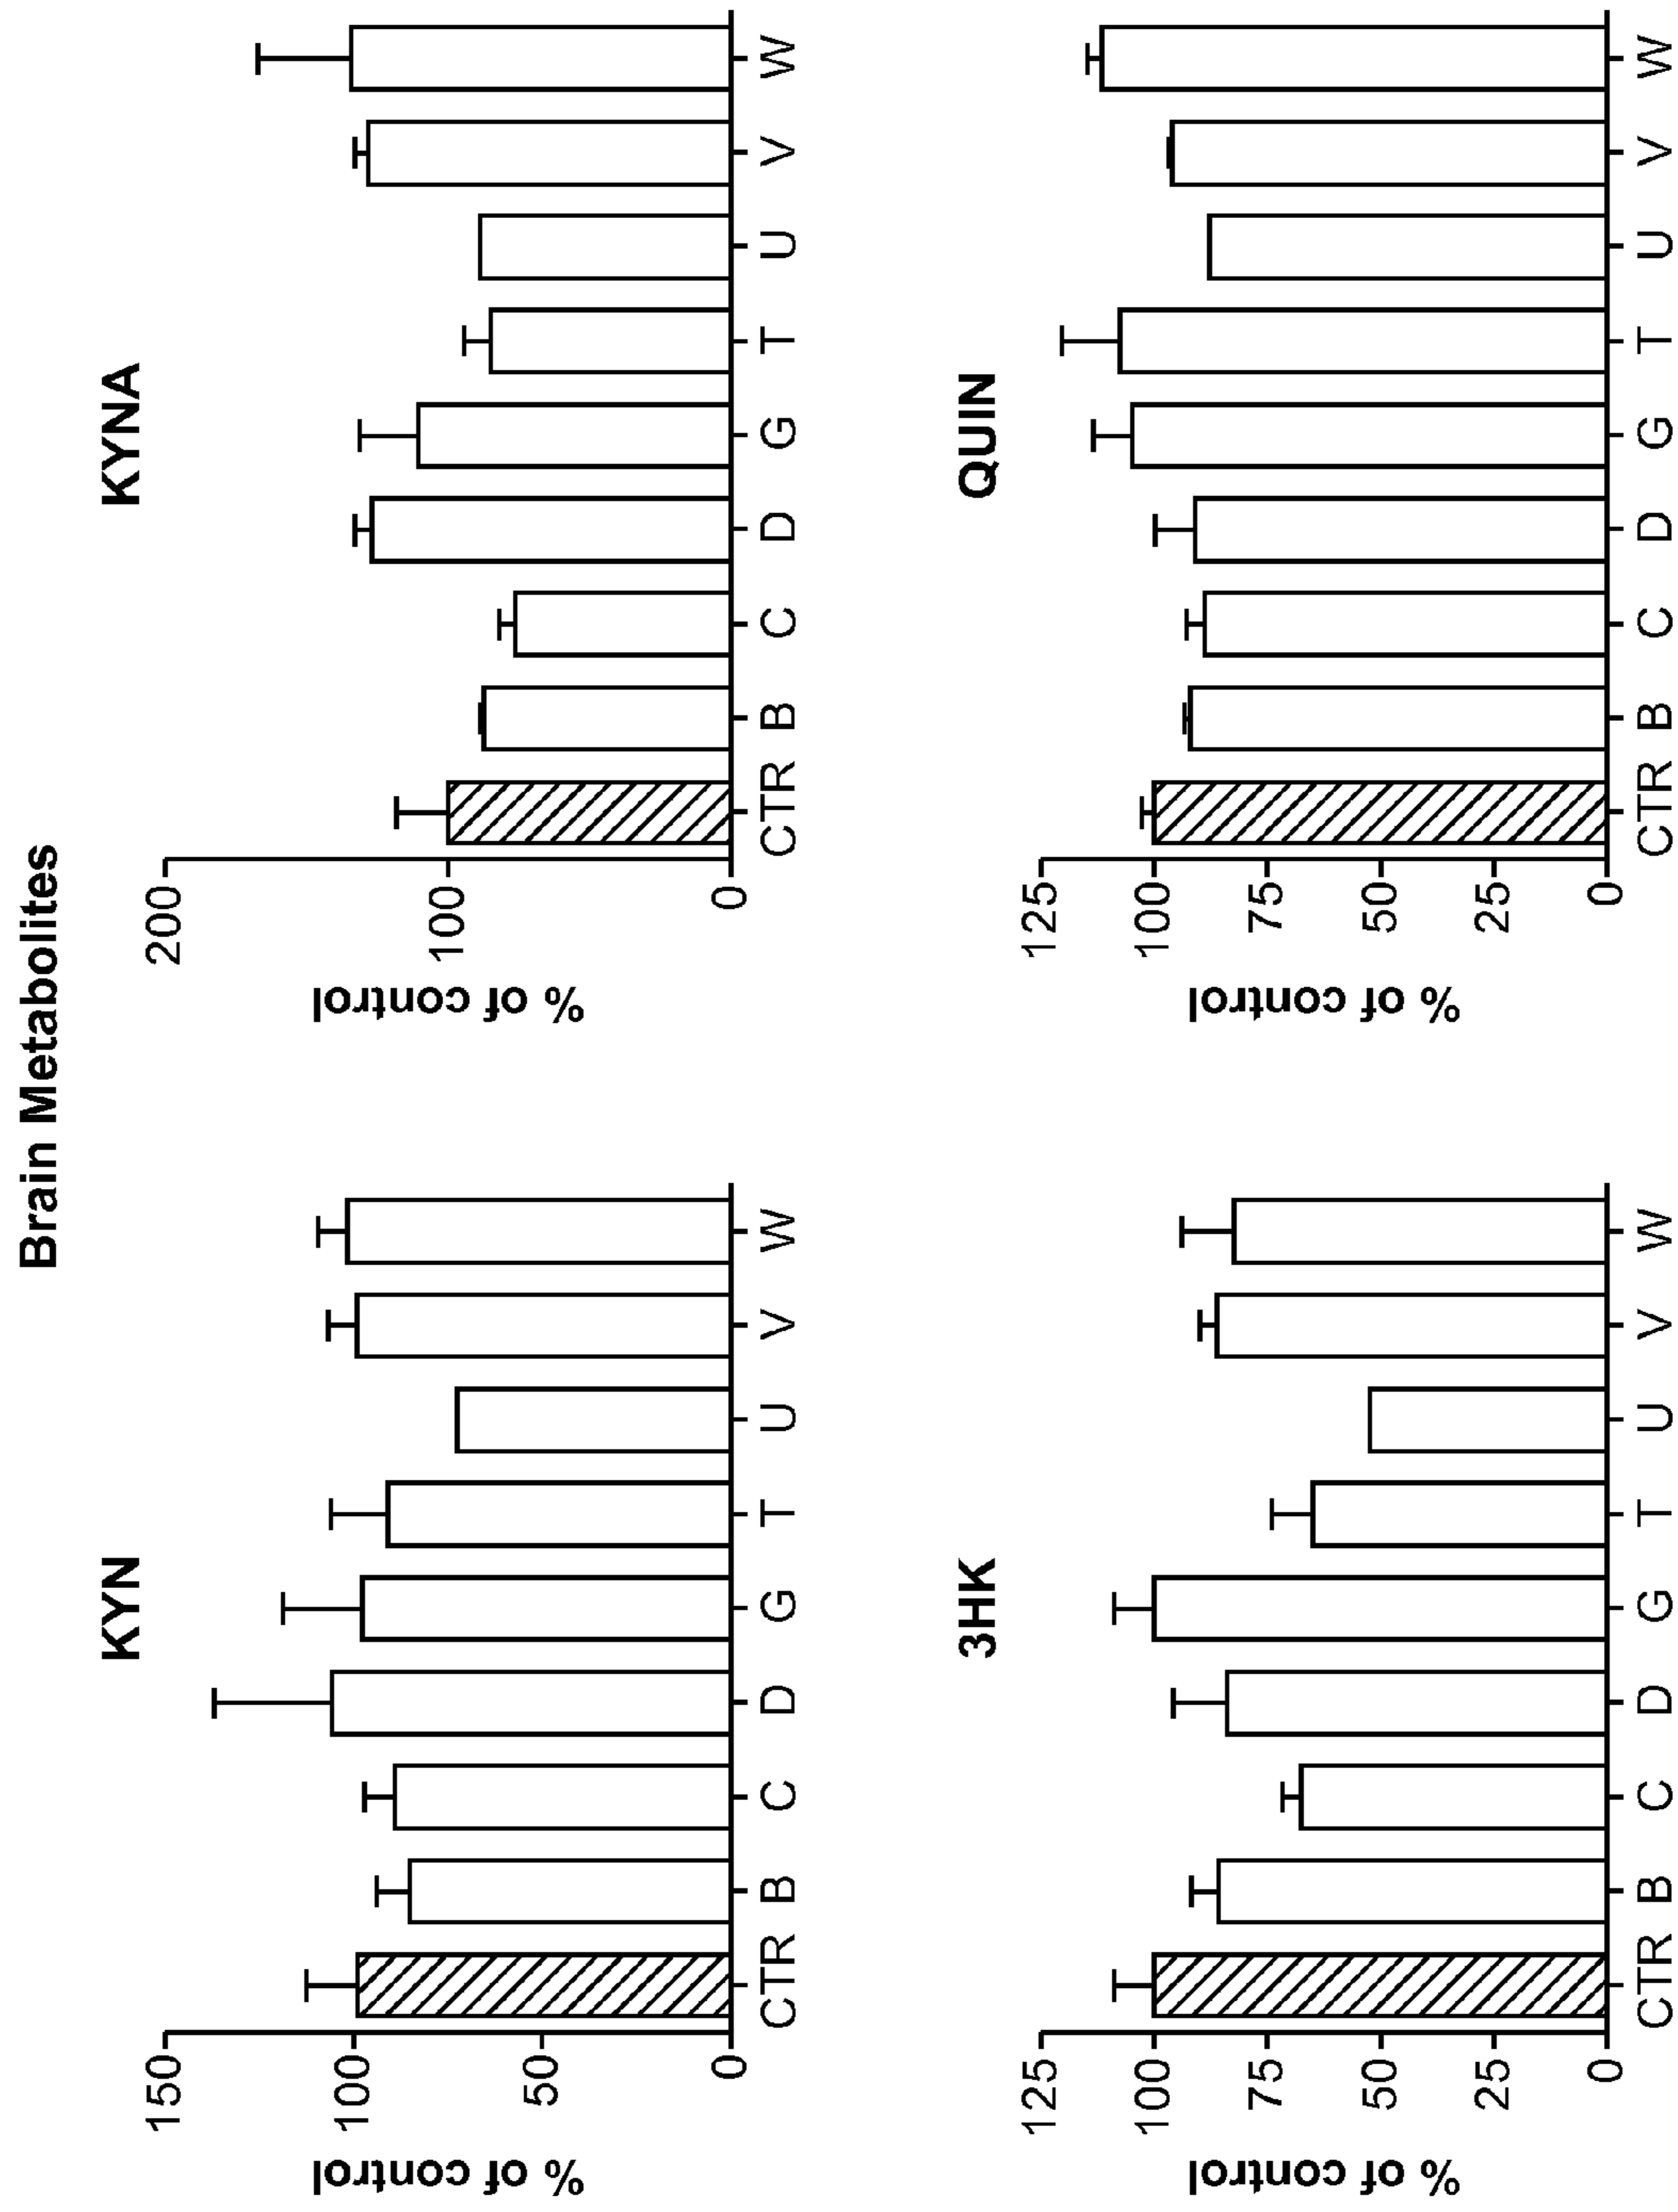 Brain Metabolites
KYN
% of control
150
100
50
0
CTR B C D G T U V W
KYNA
% of control
200
100
0
CTR B C D G T U V W
3HK
% of control
125
100
75
50
25
0
CTR B C D G T U V W
QUIN
% of control
125
100
75
50
25
0
CTR B C D G T U V W